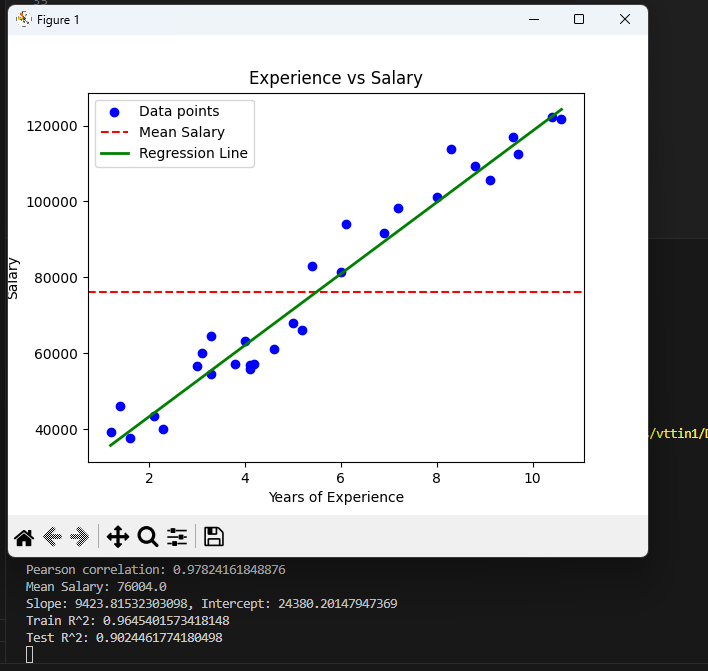 Figure 1
Experience vs Salary
Data points
Mean Salary
Regression Line
120000
100000
80000
60000
40000
Salary
2 4 6 8 10
Years of Experience
/vttin1/D
Pearson correlation: 0.97824161848876
Mean Salary: 76004.0
Slope: 9423.81532303098, Intercept: 24380.20147947369
Train R^2: 0.9645401573418148
Test R^2: 0.9024461774180498